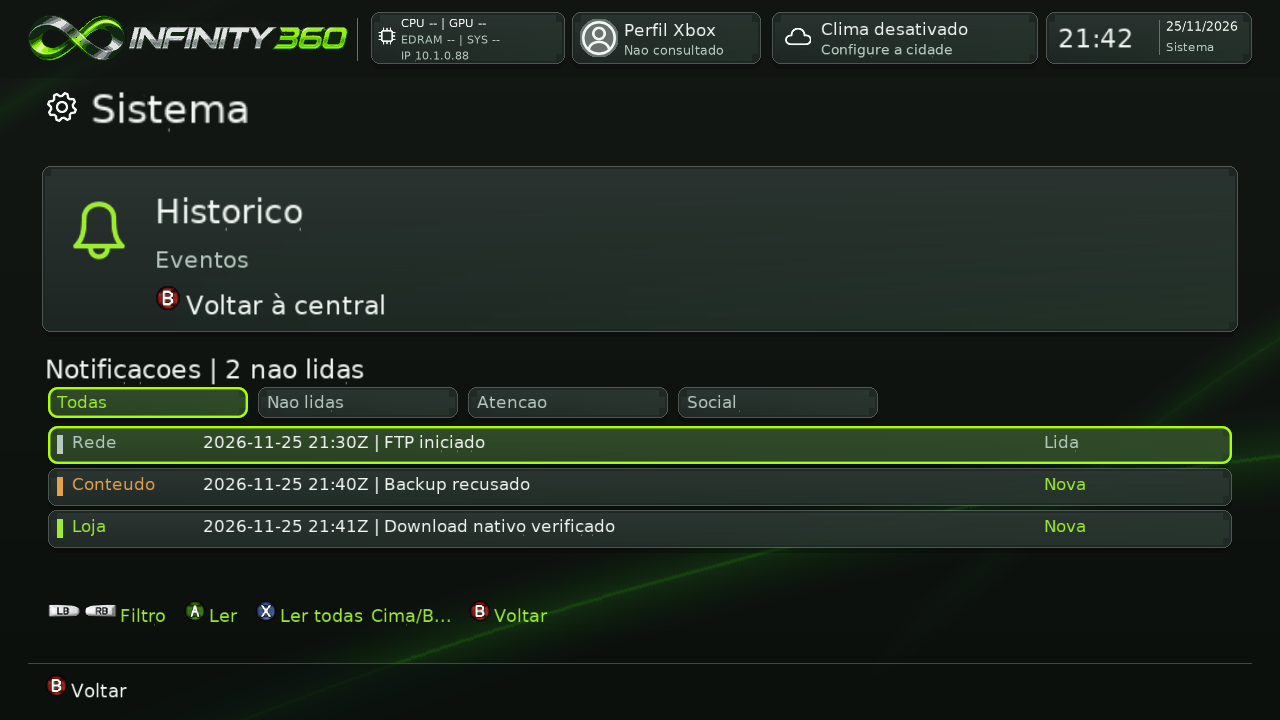 INFINITY 360
CPU -- | GPU --
EDRAM -- | SYS --
IP 10.1.0.88
Perfil Xbox
Nao consultado
Clima desativado
Configure a cidade
21:42
25/11/2026
Sistema
Sistema
Historico
Eventos
B Voltar à central
Notificacoes | 2 nao lidas
Todas Nao lidas Atencao Social
Rede 2026-11-25 21:30Z | FTP iniciado Lida
Conteudo 2026-11-25 21:40Z | Backup recusado Nova
Loja 2026-11-25 21:41Z | Download nativo verificado Nova
LB RB Filtro A Ler X Ler todas Cima/B... B Voltar
B Voltar